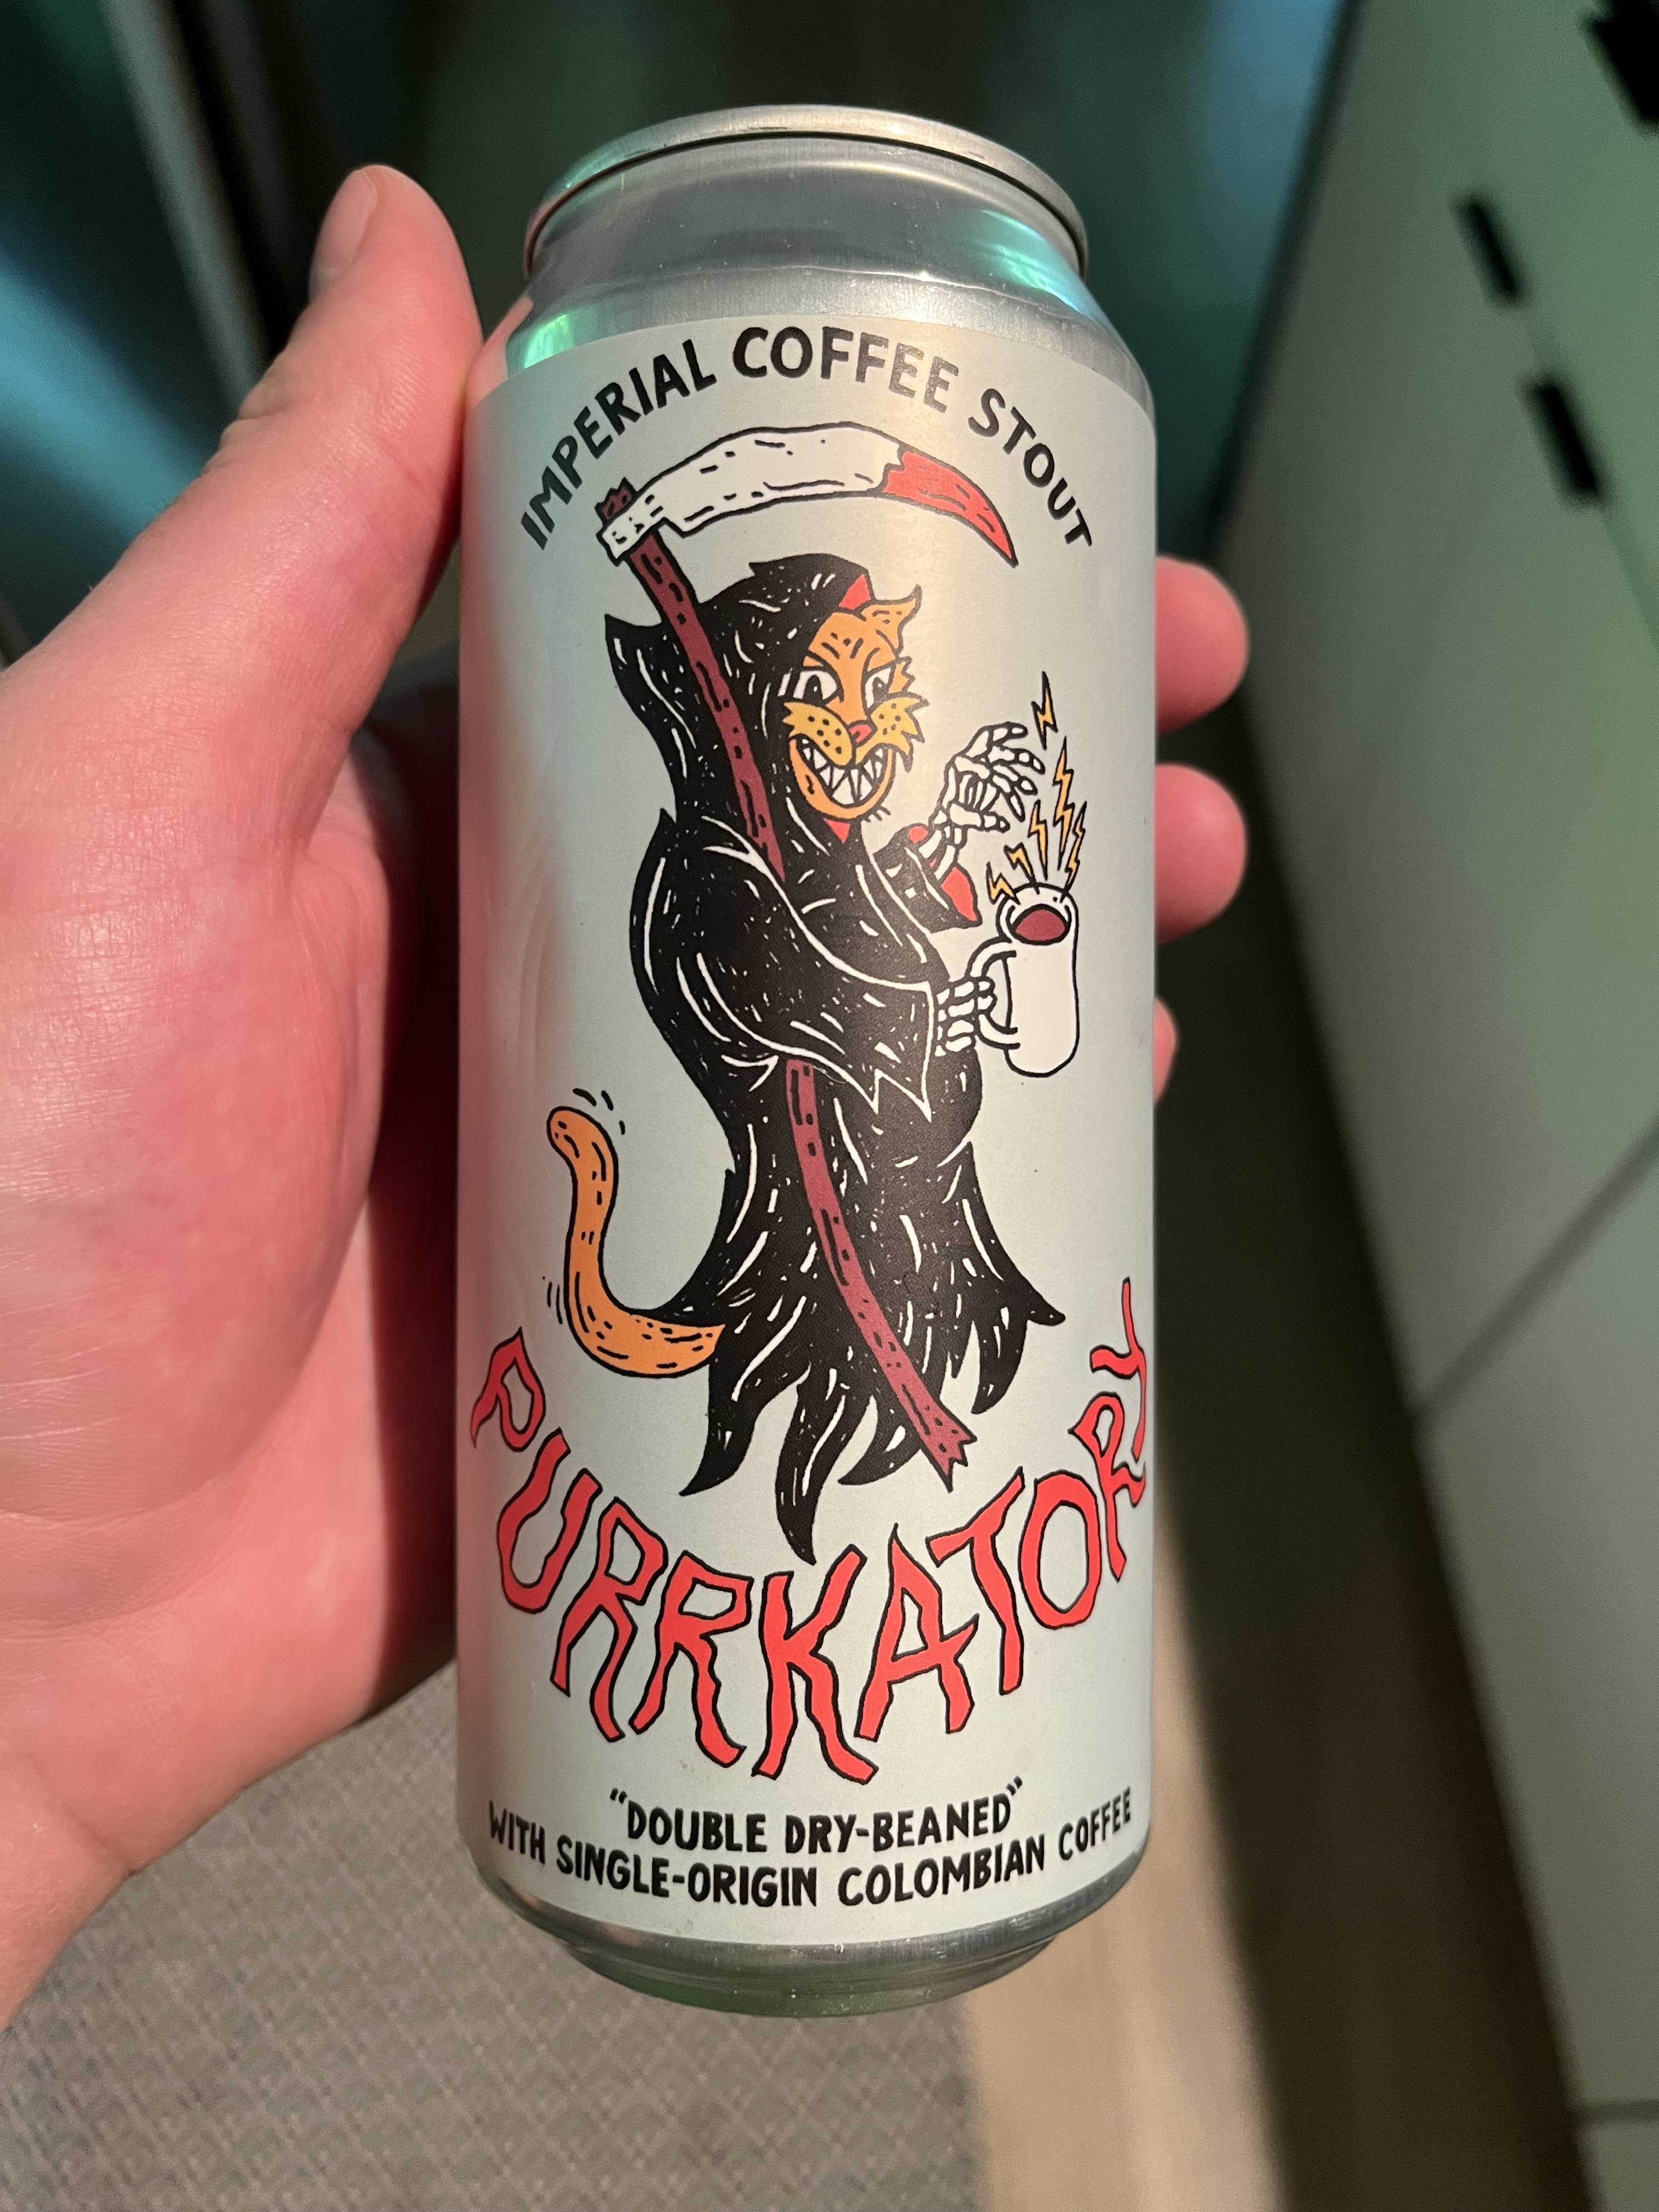 IMPERIAL COFFEE STOUT
PURRKATORY
"DOUBLE DRY-BEANED"
WITH SINGLE-ORIGIN COLOMBIAN COFFEE